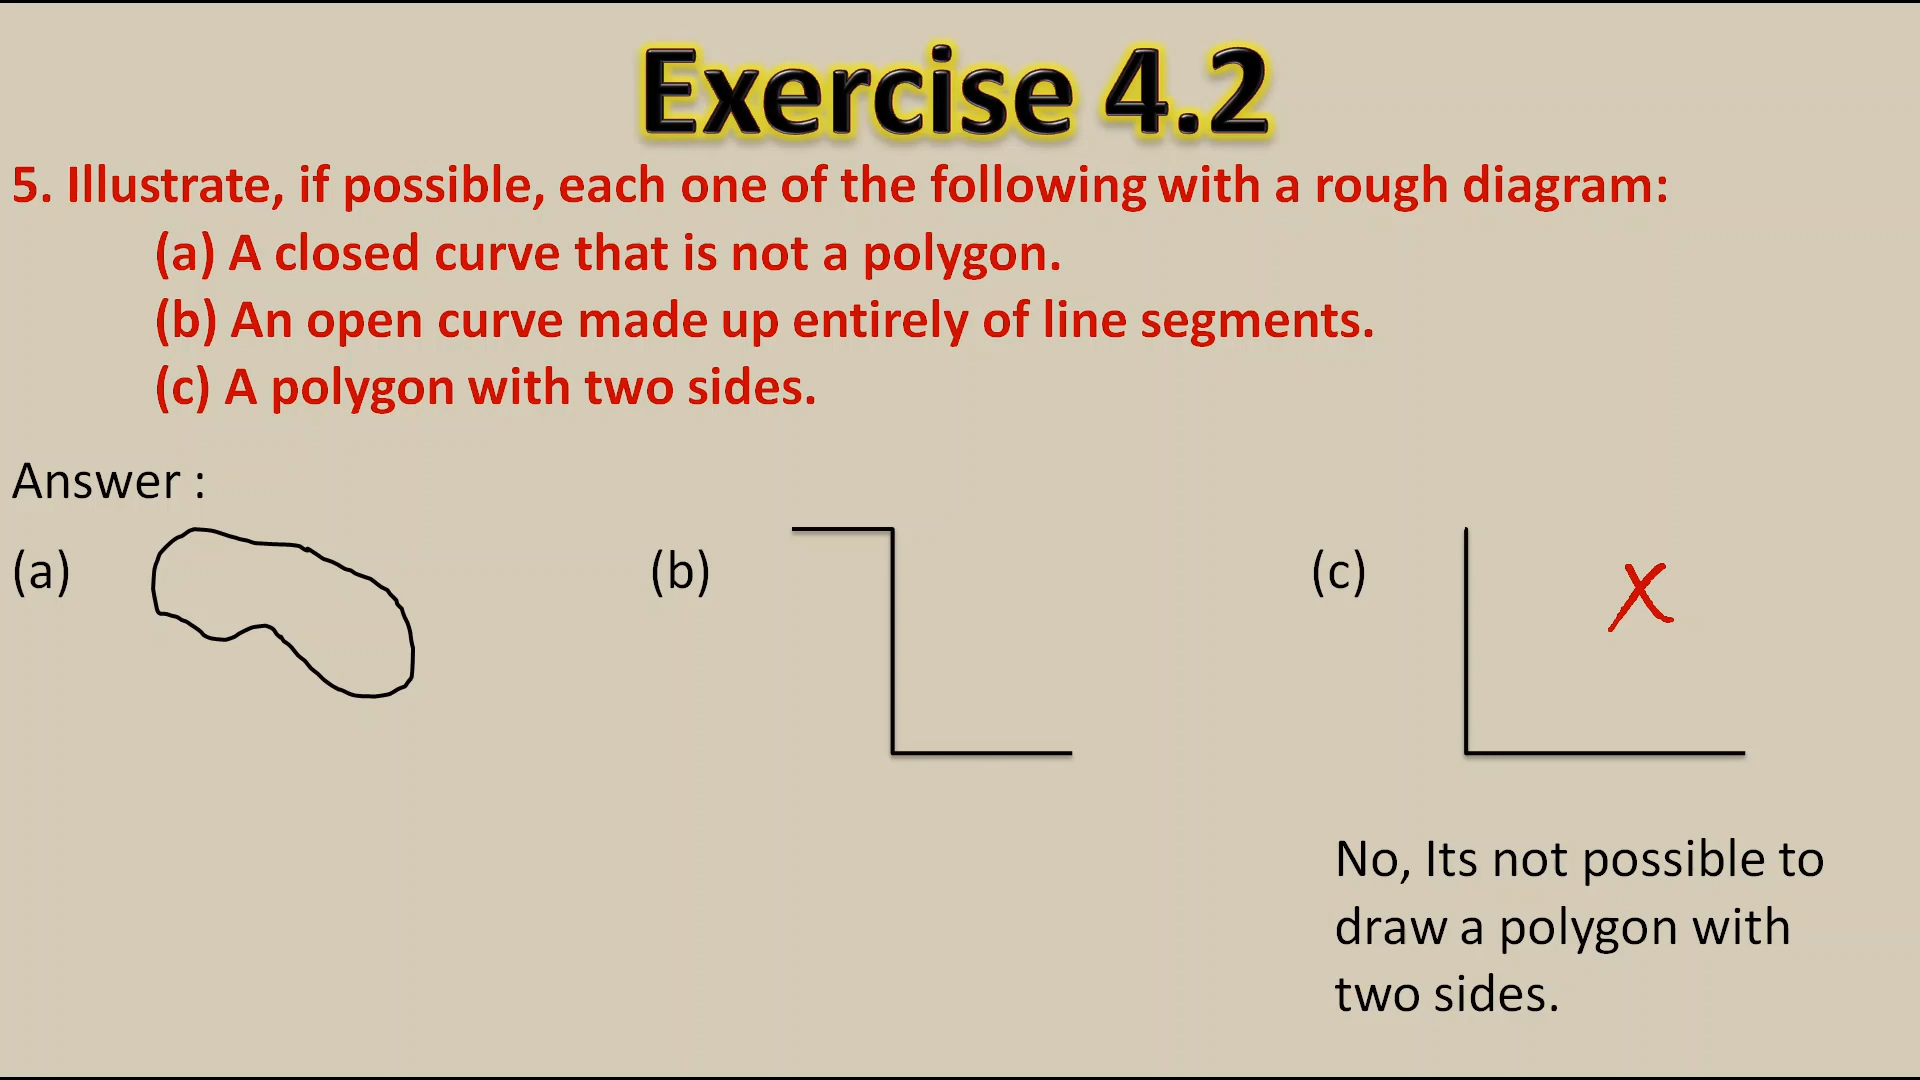 Exercise 4.2
5. Illustrate, if possible, each one of the following with a rough diagram:
(a) A closed curve that is not a polygon.
(b) An open curve made up entirely of line segments.
(c) A polygon with two sides.
Answer :
(a)
(b)
(c)
No, Its not possible to
draw a polygon with
two sides.